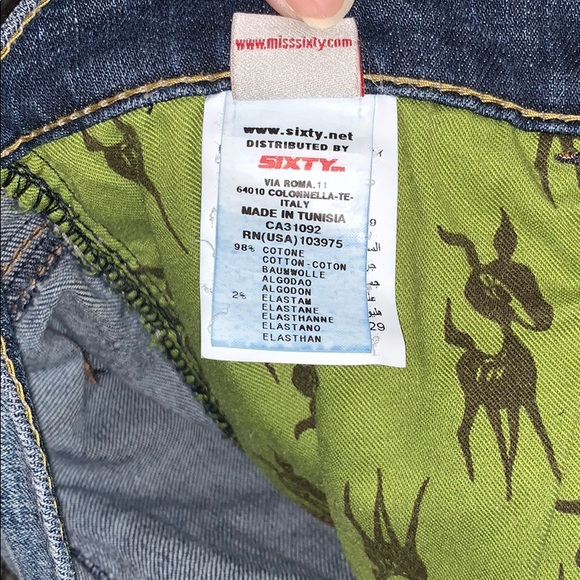 www.misssixty.com
www.sixty.net
DISTRIBUTED BY
SIXTY
VIA ROMA.11
64010 COLONNELLA-TE-
ITALY
MADE IN TUNISIA
CA31092
RN(USA)103975
98% COTONE
COTTON-COTON
BAUMWOLLE
ALGODAO
ALGODON
2% ELASTAM
ELASTANE
ELASTHANNE
ELASTANO
ELASTHAN
29